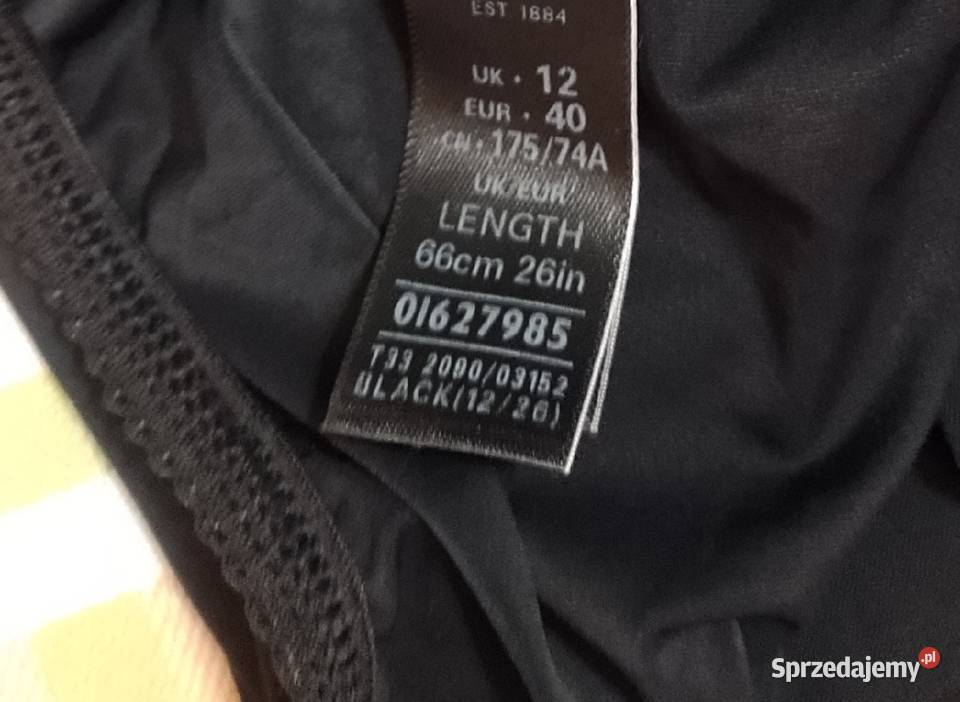 EST 1884
UK · 12
EUR · 40
CN · 175/74A
UK/EUR
LENGTH
66cm 26in
01627985
T33 2090/03152
BLACK(12/26)
Sprzedajemy.pl